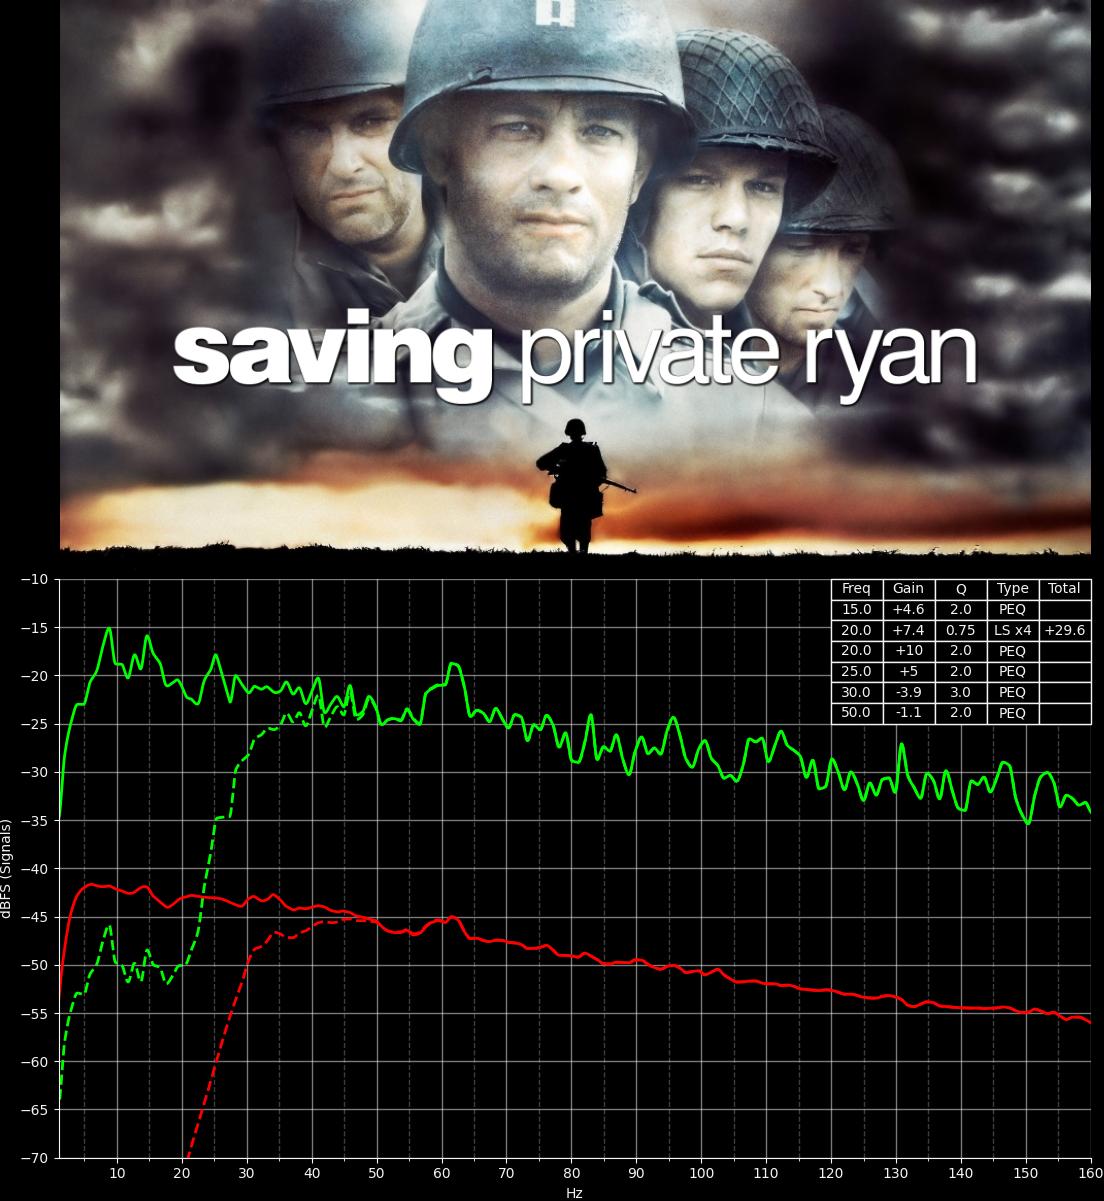 saving private ryan
−10
−15
−20
−25
−30
−35
−40
−45
−50
−55
−60
−65
−70
dBFS (Signals)
Freq Gain Q Type Total
15.0 +4.6 2.0 PEQ
20.0 +7.4 0.75 LS x4 +29.6
20.0 +10 2.0 PEQ
25.0 +5 2.0 PEQ
30.0 -3.9 3.0 PEQ
50.0 -1.1 2.0 PEQ
10 20 30 40 50 60 70 80 90 100 110 120 130 140 150 160
Hz